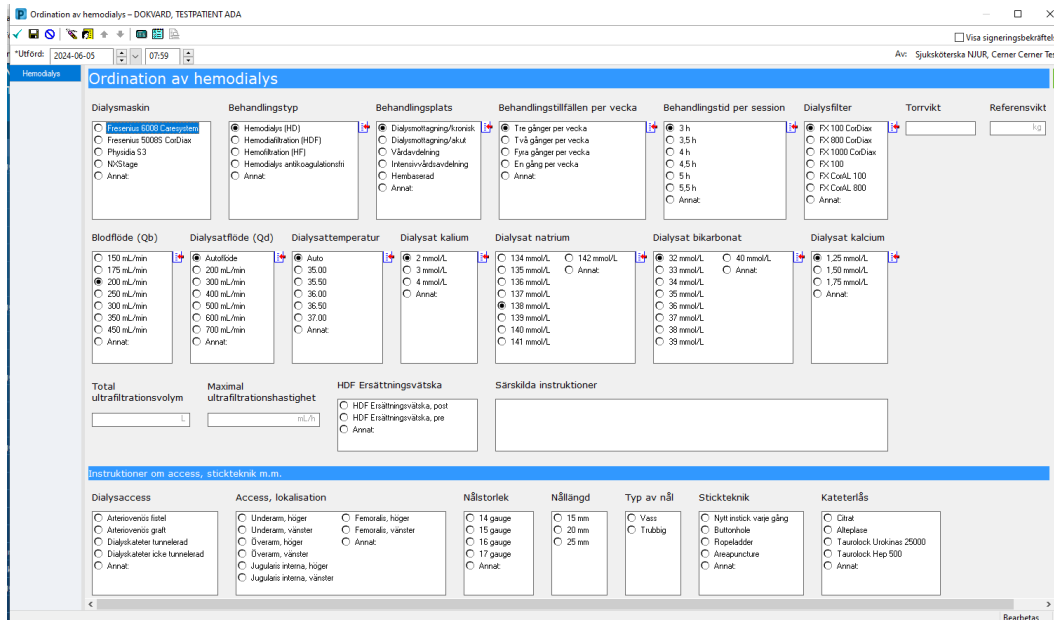 Ordination av hemodialys – DOKVARD, TESTPATIENT ADA
Visa signeringsbekräftels
*Utförd: 2024-06-05 07:59 Av: Sjuksköterska NJUR, Cerner Cerner Tes
Hemodialys
Ordination av hemodialys
Dialysmaskin
Fresenius 6008 Caresystem
Fresenius 5008S CorDiax
Physidia S3
NXStage
Annat:
Behandlingstyp
Hemodialys (HD)
Hemodiafiltration (HDF)
Hemofiltration (HF)
Hemodialys antikoagulationsfri
Annat:
Behandlingsplats
Dialysmottagning/kronisk
Dialysmottagning/akut
Vårdavdelning
Intensivvårdsavdelning
Hembaserad
Annat:
Behandlingstillfällen per vecka
Tre gånger per vecka
Två gånger per vecka
Fyra gånger per vecka
En gång per vecka
Annat:
Behandlingstid per session
3 h
3,5 h
4 h
4,5 h
5 h
5,5 h
Annat:
Dialysfilter
FX 100 CorDiax
FX 800 CorDiax
FX 1000 CorDiax
FX 100
FX CorAL 100
FX CorAL 800
Annat:
Torrvikt
Referensvikt
kg
Blodflöde (Qb)
150 mL/min
175 mL/min
200 mL/min
250 mL/min
300 mL/min
350 mL/min
450 mL/min
Annat:
Dialysatflöde (Qd)
Autoflöde
200 mL/min
300 mL/min
400 mL/min
500 mL/min
600 mL/min
700 mL/min
Annat:
Dialysattemperatur
Auto
35.00
35.50
36.00
36.50
37.00
Annat:
Dialysat kalium
2 mmol/L
3 mmol/L
4 mmol/L
Annat:
Dialysat natrium
134 mmol/L
135 mmol/L
136 mmol/L
137 mmol/L
138 mmol/L
139 mmol/L
140 mmol/L
141 mmol/L
142 mmol/L
Annat:
Dialysat bikarbonat
32 mmol/L
33 mmol/L
34 mmol/L
35 mmol/L
36 mmol/L
37 mmol/L
38 mmol/L
39 mmol/L
40 mmol/L
Annat:
Dialysat kalcium
1,25 mmol/L
1,50 mmol/L
1,75 mmol/L
Annat:
Total
ultrafiltrationsvolym
L
Maximal
ultrafiltrationshastighet
mL/h
HDF Ersättningsvätska
HDF Ersättningsvätska, post
HDF Ersättningsvätska, pre
Annat:
Särskilda instruktioner
Instruktioner om access, stickteknik m.m.
Dialysaccess
Arteriovenös fistel
Arteriovenös graft
Dialyskateter tunnelerad
Dialyskateter icke tunnelerad
Annat:
Access, lokalisation
Underarm, höger
Underarm, vänster
Överarm, höger
Överarm, vänster
Jugularis interna, höger
Jugularis interna, vänster
Femoralis, höger
Femoralis, vänster
Annat:
Nålstorlek
14 gauge
15 gauge
16 gauge
17 gauge
Annat:
Nållängd
15 mm
20 mm
25 mm
Typ av nål
Vass
Trubbig
Stickteknik
Nytt instick varje gång
Buttonhole
Ropeladder
Areapuncture
Annat:
Kateterlås
Citrat
Alteplase
Taurolock Urokinas 25000
Taurolock Hep 500
Annat:
Bearbetas